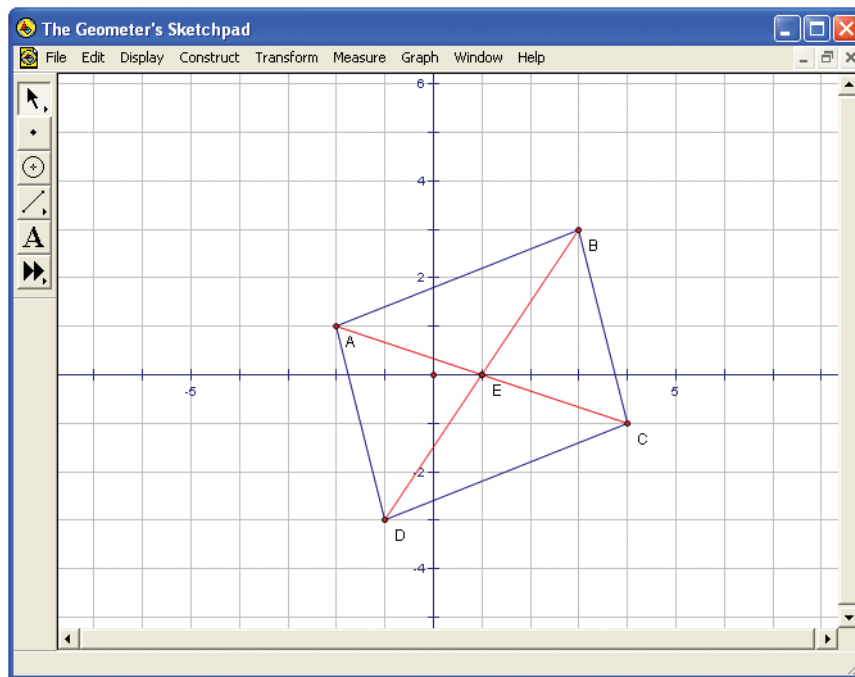 The Geometer's Sketchpad
File Edit Display Construct Transform Measure Graph Window Help
A
6
4
B
2
A
-5
E
5
C
-2
D
-4